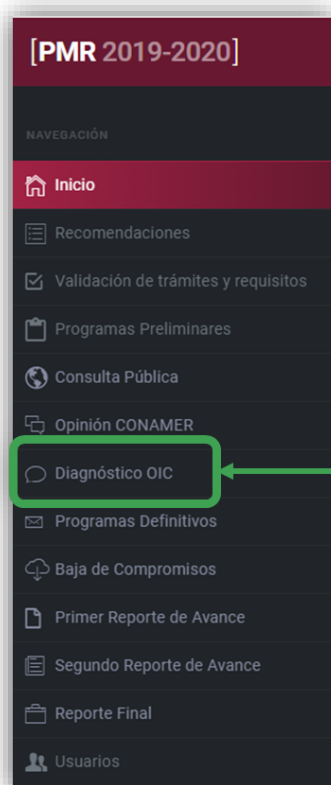 [PMR 2019-2020]
NAVEGACIÓN
Inicio
Recomendaciones
Validación de trámites y requisitos
Programas Preliminares
Consulta Pública
Opinión CONAMER
Diagnóstico OIC
Programas Definitivos
Baja de Compromisos
Primer Reporte de Avance
Segundo Reporte de Avance
Reporte Final
Usuarios